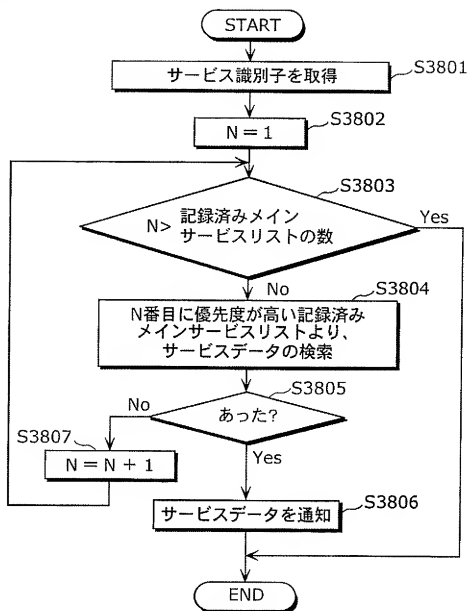 START
サービス識別子を取得
S3801
N = 1
S3802
S3803
N> 記録済みメイン
サービスリストの数
Yes
No
S3804
N番目に優先度が高い記録済み
メインサービスリストより、
サービスデータの検索
S3805
No
あった?
S3807
N = N + 1
Yes
S3806
サービスデータを通知
END